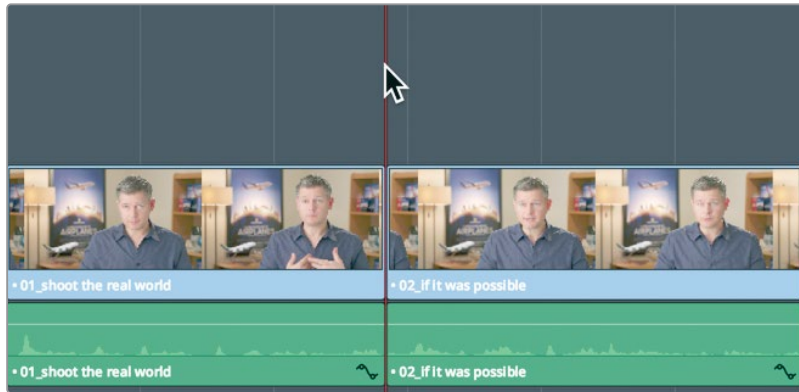 • 01_shoot the real world
• 02_if it was possible
• 01_shoot the real world
• 02_if it was possible